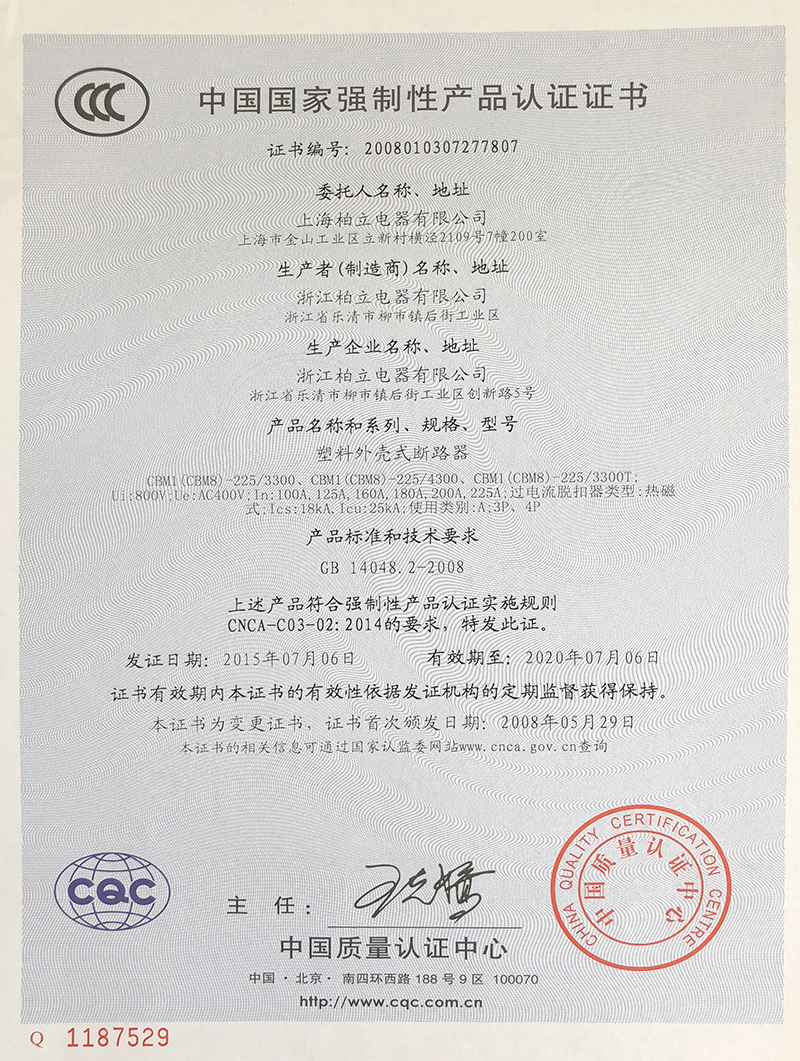 中国国家强制性产品认证证书
证书编号: 2008010307277807
委托人名称、地址
上海柏立电器有限公司
上海市金山工业区立新村横泾2109号7幢200室
生产者(制造商)名称、地址
浙江柏立电器有限公司
浙江省乐清市柳市镇后街工业区
生产企业名称、地址
浙江柏立电器有限公司
浙江省乐清市柳市镇后街工业区创新路5号
产品名称和系列、规格、型号
塑料外壳式断路器
CBM1(CBM8)-225/3300、CBM1(CBM8)-225/4300、CBM1(CBM8)-225/3300T;
Ui:800V;Ue:AC400V;In:100A,125A,160A,180A,200A,225A;过电流脱扣器类型:热磁
式;Ics:18kA,Icu:25kA;使用类别:A;3P、4P
产品标准和技术要求
GB 14048.2-2008
上述产品符合强制性产品认证实施规则
CNCA-C03-02:2014的要求, 特发此证。
发证日期: 2015年07月06日 有效期至: 2020年07月06日
证书有效期内本证书的有效性依据发证机构的定期监督获得保持。
本证书为变更证书, 证书首次颁发日期: 2008年05月29日
本证书的相关信息可通过国家认监委网站www.cnca.gov.cn查询
CHINA QUALITY CERTIFICATION CENTRE
中国质量认证中心
CQC
主 任:
中国质量认证中心
中国·北京·南四环西路188号9区 100070
http://www.cqc.com.cn
Q 1187529